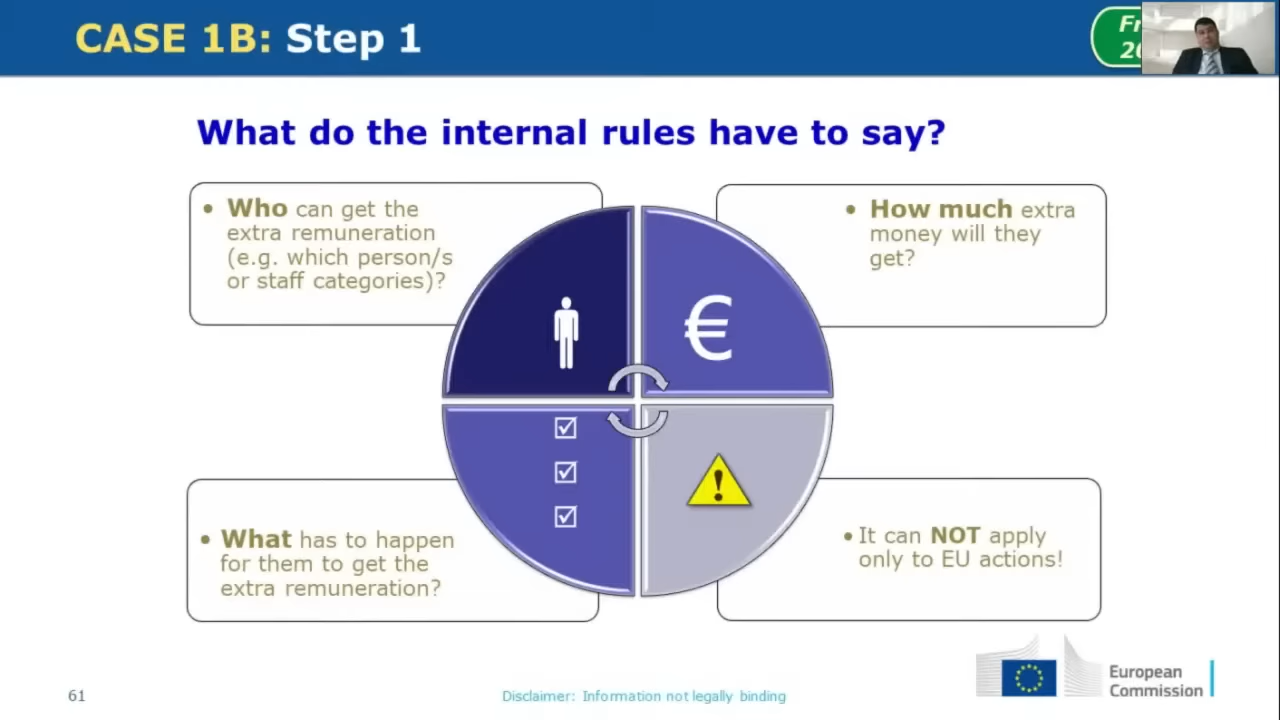 CASE 1B: Step 1
What do the internal rules have to say?
• Who can get the
extra remuneration
(e.g. which person/s
or staff categories)?
• How much extra
money will they
get?
€
!
• What has to happen
for them to get the
extra remuneration?
• It can NOT apply
only to EU actions!
61
Disclaimer: Information not legally binding
European
Commission